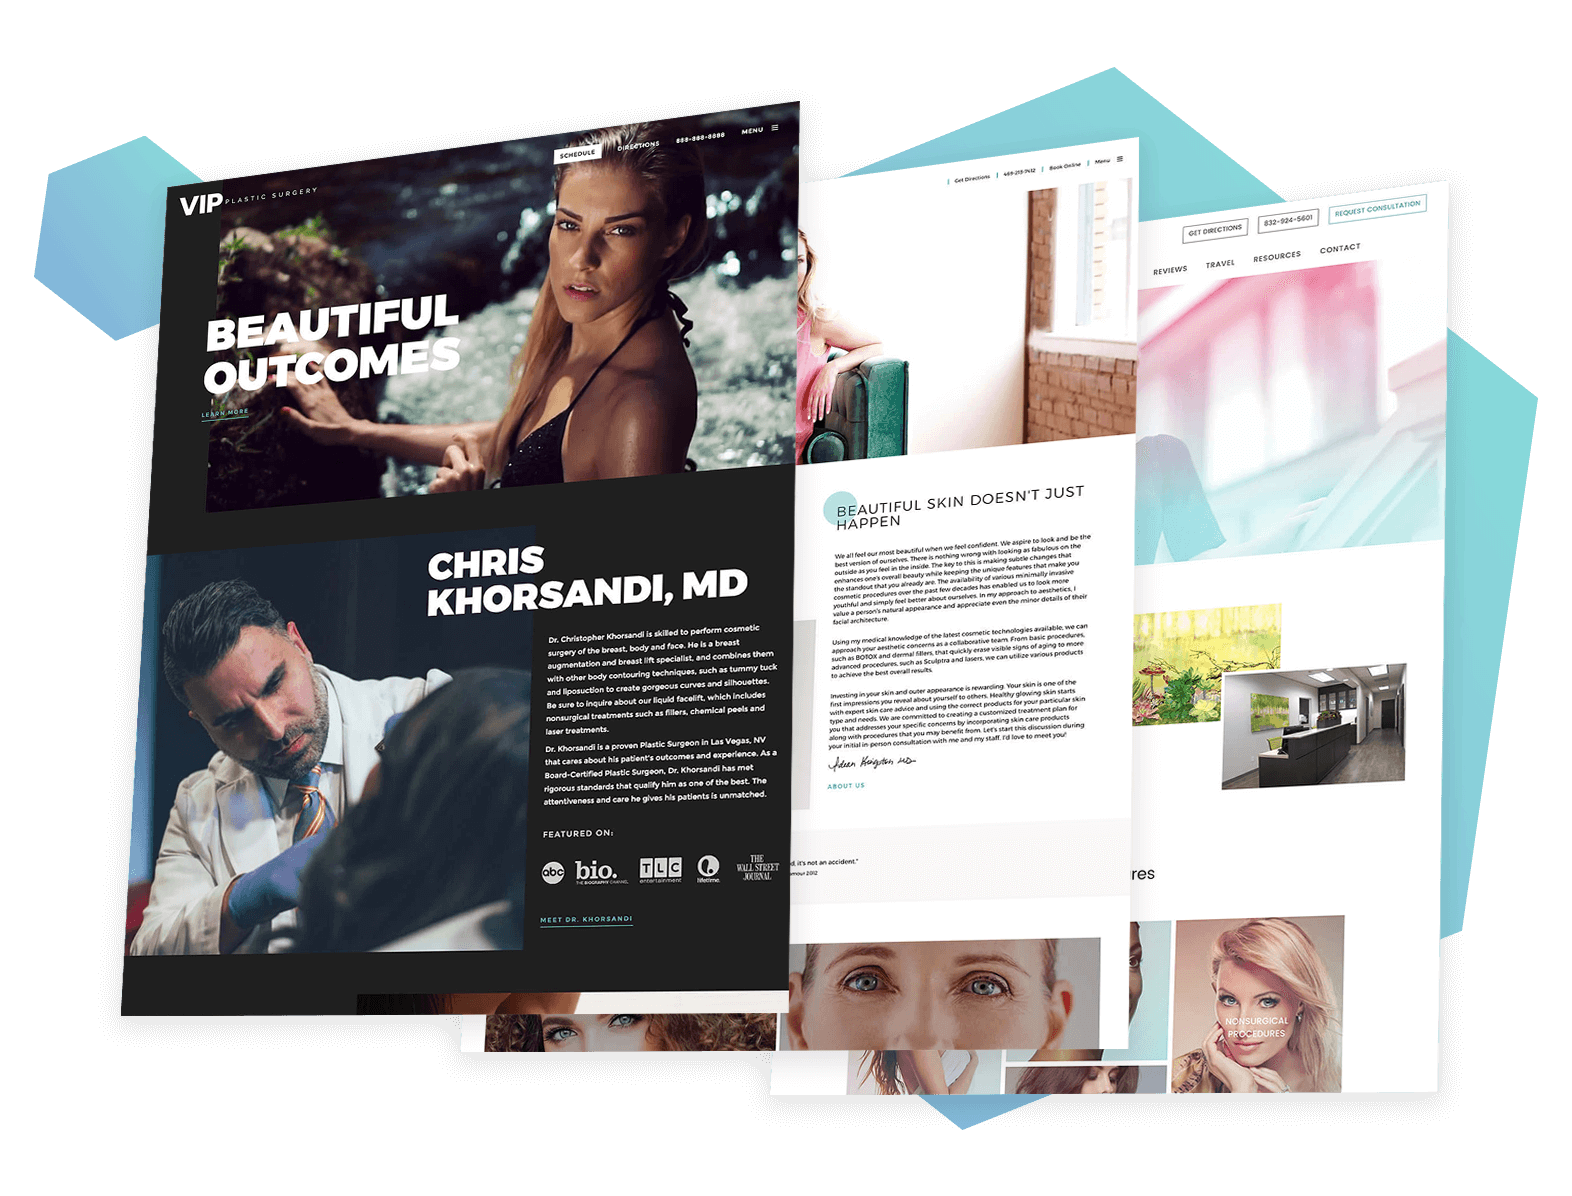 VIP PLASTIC SURGERY
SCHEDULE
DIRECTIONS
888-888-8888
MENU
BEAUTIFUL
OUTCOMES
LEARN MORE
CHRIS
KHORSANDI, MD
Dr. Christopher Khorsandi is skilled to perform cosmetic
surgery of the breast, body and face. He is a breast
augmentation and breast lift specialist, and combines them
with other body contouring techniques, such as tummy tuck
and liposuction to create gorgeous curves and silhouettes.
Be sure to inquire about our liquid facelift, which includes
nonsurgical treatments such as fillers, chemical peels and
laser treatments.
Dr. Khorsandi is a proven Plastic Surgeon in Las Vegas, NV
that cares about his patient's outcomes and experience. As a
Board-Certified Plastic Surgeon, Dr. Khorsandi has met
rigorous standards that qualify him as one of the best. The
attentiveness and care he gives his patients is unmatched.
FEATURED ON:
abc
bio.
THE BIOGRAPHY CHANNEL
TLC
entertainment
lifetime.
THE
WALL STREET
JOURNAL
MEET DR. KHORSANDI
Get Directions
469-213-7432
Book Online
Menu
BEAUTIFUL SKIN DOESN'T JUST
HAPPEN
We all feel our most beautiful when we feel confident. We aspire to look and be the
best version of ourselves. There is nothing wrong with looking as fabulous on the
outside as you feel in the inside. The key to this is making subtle changes that
enhances one's overall beauty while keeping the unique features that make you
the standout that you already are. The availability of various minimally invasive
cosmetic procedures over the past few decades has enabled us to look more
youthful and simply feel better about ourselves. In my approach to aesthetics, I
value a person's natural appearance and appreciate even the minor details of their
facial architecture.
Using my medical knowledge of the latest cosmetic technologies available, we can
approach your aesthetic concerns as a collaborative team. From basic procedures,
such as BOTOX and dermal fillers, that quickly erase visible signs of aging to more
advanced procedures, such as Sculptra and lasers, we can utilize various products
to achieve the best overall results.
Investing in your skin and outer appearance is rewarding. Your skin is one of the
first impressions you reveal about yourself to others. Healthy glowing skin starts
with expert skin care advice and using the correct products for your particular skin
type and needs. We are committed to creating a customized treatment plan for
you that addresses your specific concerns by incorporating skin care products
along with procedures that you may benefit from. Let's start this discussion during
your initial in-person consultation with me and my staff. I'd love to meet you!
ABOUT US
d, it's not an accident."
amour 2012
GET DIRECTIONS
832-924-5601
REQUEST CONSULTATION
REVIEWS
TRAVEL
RESOURCES
CONTACT
res
NONSURGICAL
PROCEDURES